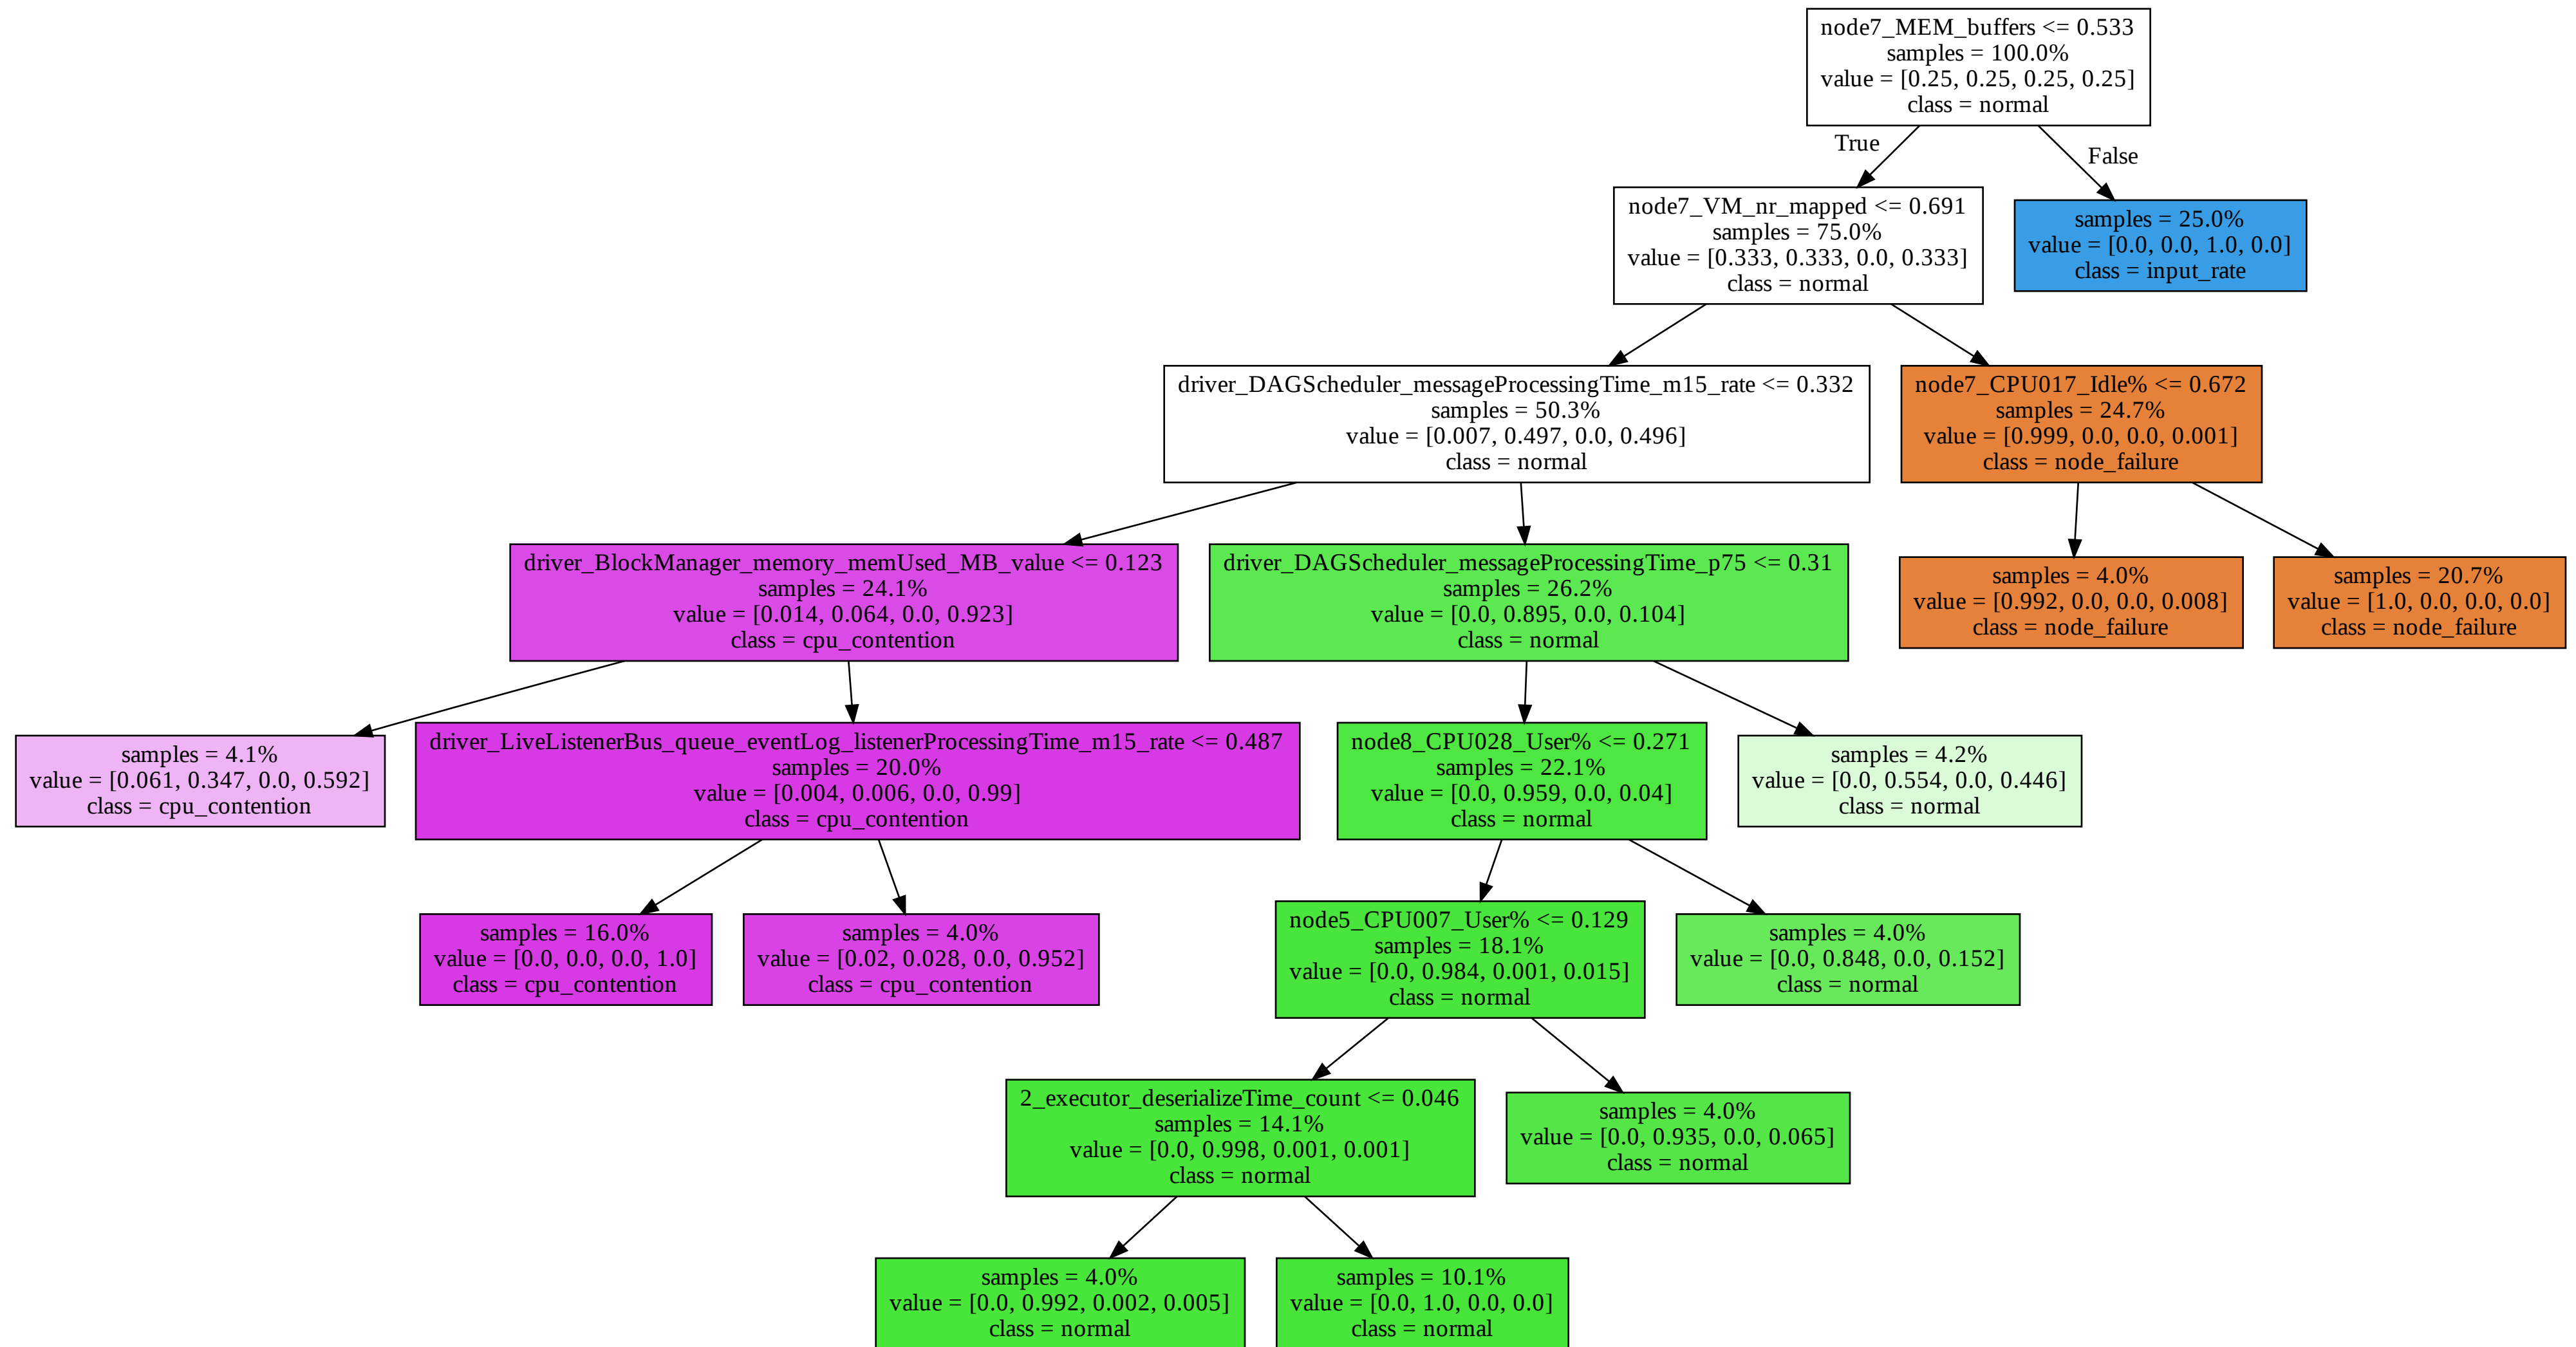 node7_MEM_buffers <= 0.533
samples = 100.0%
value = [0.25, 0.25, 0.25, 0.25]
class = normal
True
False
node7_VM_nr_mapped <= 0.691
samples = 75.0%
value = [0.333, 0.333, 0.0, 0.333]
class = normal
samples = 25.0%
value = [0.0, 0.0, 1.0, 0.0]
class = input_rate
driver_DAGScheduler_messageProcessingTime_m15_rate <= 0.332
samples = 50.3%
value = [0.007, 0.497, 0.0, 0.496]
class = normal
node7_CPU017_Idle% <= 0.672
samples = 24.7%
value = [0.999, 0.0, 0.0, 0.001]
class = node_failure
driver_BlockManager_memory_memUsed_MB_value <= 0.123
samples = 24.1%
value = [0.014, 0.064, 0.0, 0.923]
class = cpu_contention
driver_DAGScheduler_messageProcessingTime_p75 <= 0.31
samples = 26.2%
value = [0.0, 0.895, 0.0, 0.104]
class = normal
samples = 4.0%
value = [0.992, 0.0, 0.0, 0.008]
class = node_failure
samples = 20.7%
value = [1.0, 0.0, 0.0, 0.0]
class = node_failure
samples = 4.1%
value = [0.061, 0.347, 0.0, 0.592]
class = cpu_contention
driver_LiveListenerBus_queue_eventLog_listenerProcessingTime_m15_rate <= 0.487
samples = 20.0%
value = [0.004, 0.006, 0.0, 0.99]
class = cpu_contention
node8_CPU028_User% <= 0.271
samples = 22.1%
value = [0.0, 0.959, 0.0, 0.04]
class = normal
samples = 4.2%
value = [0.0, 0.554, 0.0, 0.446]
class = normal
samples = 16.0%
value = [0.0, 0.0, 0.0, 1.0]
class = cpu_contention
samples = 4.0%
value = [0.02, 0.028, 0.0, 0.952]
class = cpu_contention
node5_CPU007_User% <= 0.129
samples = 18.1%
value = [0.0, 0.984, 0.001, 0.015]
class = normal
samples = 4.0%
value = [0.0, 0.848, 0.0, 0.152]
class = normal
2_executor_deserializeTime_count <= 0.046
samples = 14.1%
value = [0.0, 0.998, 0.001, 0.001]
class = normal
samples = 4.0%
value = [0.0, 0.935, 0.0, 0.065]
class = normal
samples = 4.0%
value = [0.0, 0.992, 0.002, 0.005]
class = normal
samples = 10.1%
value = [0.0, 1.0, 0.0, 0.0]
class = normal